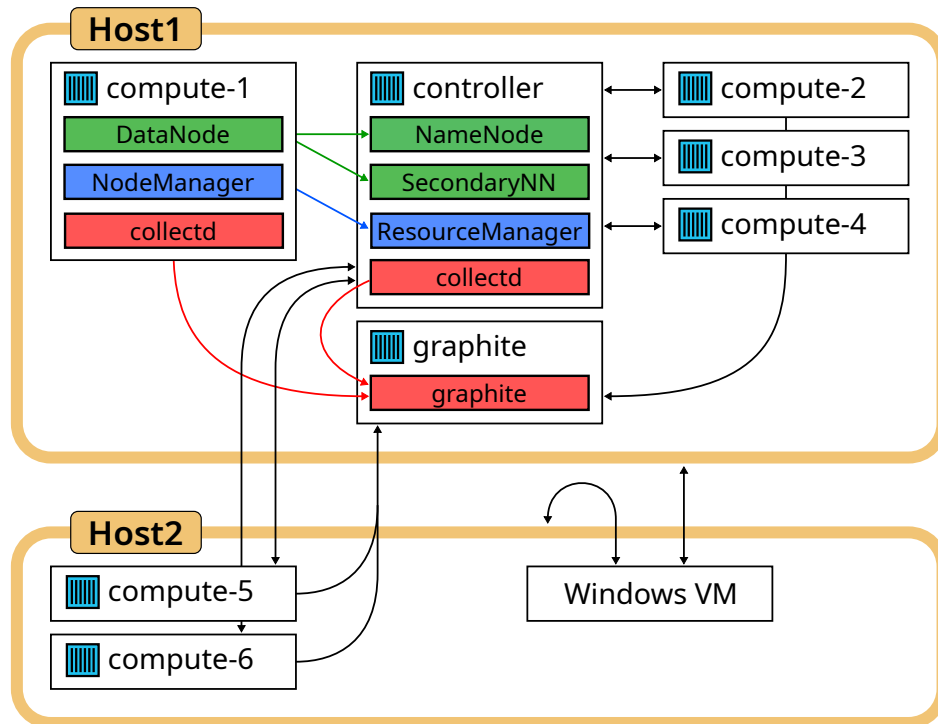 Host1
compute-1
DataNode
NodeManager
collectd
controller
NameNode
SecondaryNN
ResourceManager
collectd
graphite
graphite
compute-2
compute-3
compute-4
Host2
compute-5
compute-6
Windows VM